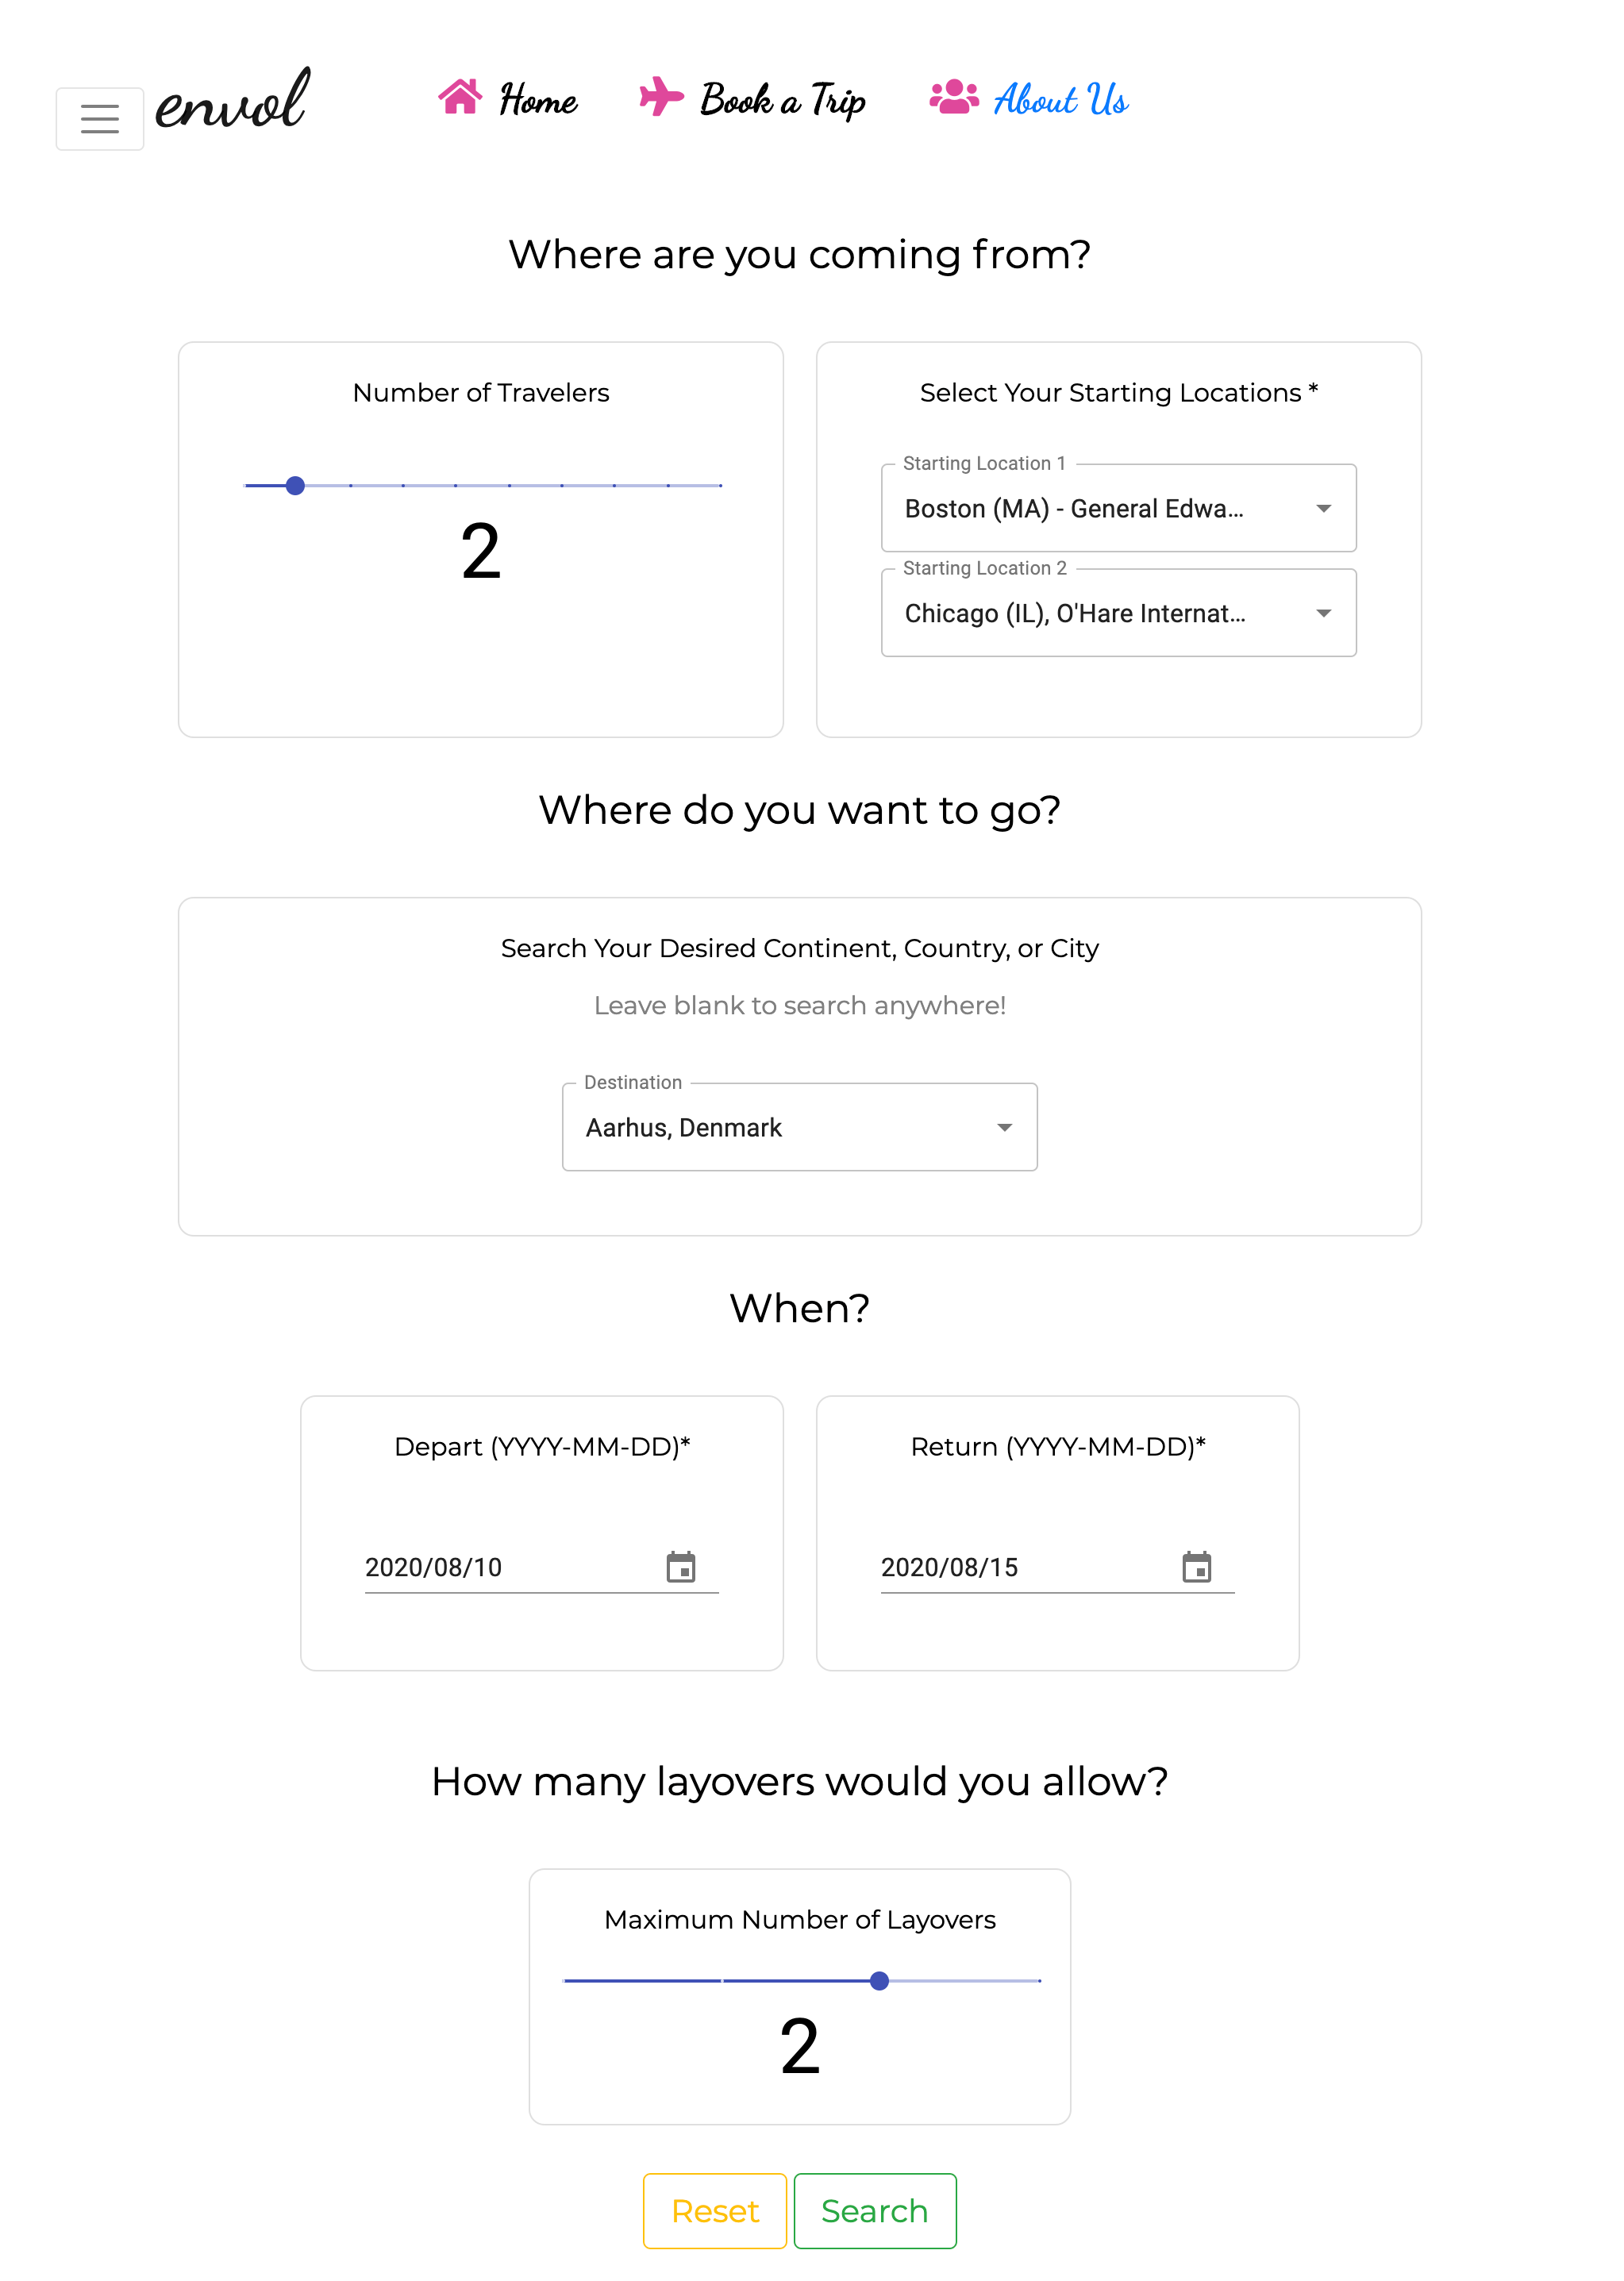 envol
Home
Book a Trip
About Us
Where are you coming from?
Number of Travelers
2
Select Your Starting Locations *
Starting Location 1
Boston (MA) - General Edwa...
Starting Location 2
Chicago (IL), O'Hare Internat...
Where do you want to go?
Search Your Desired Continent, Country, or City
Leave blank to search anywhere!
Destination
Aarhus, Denmark
When?
Depart (YYYY-MM-DD)*
2020/08/10
Return (YYYY-MM-DD)*
2020/08/15
How many layovers would you allow?
Maximum Number of Layovers
2
Reset
Search